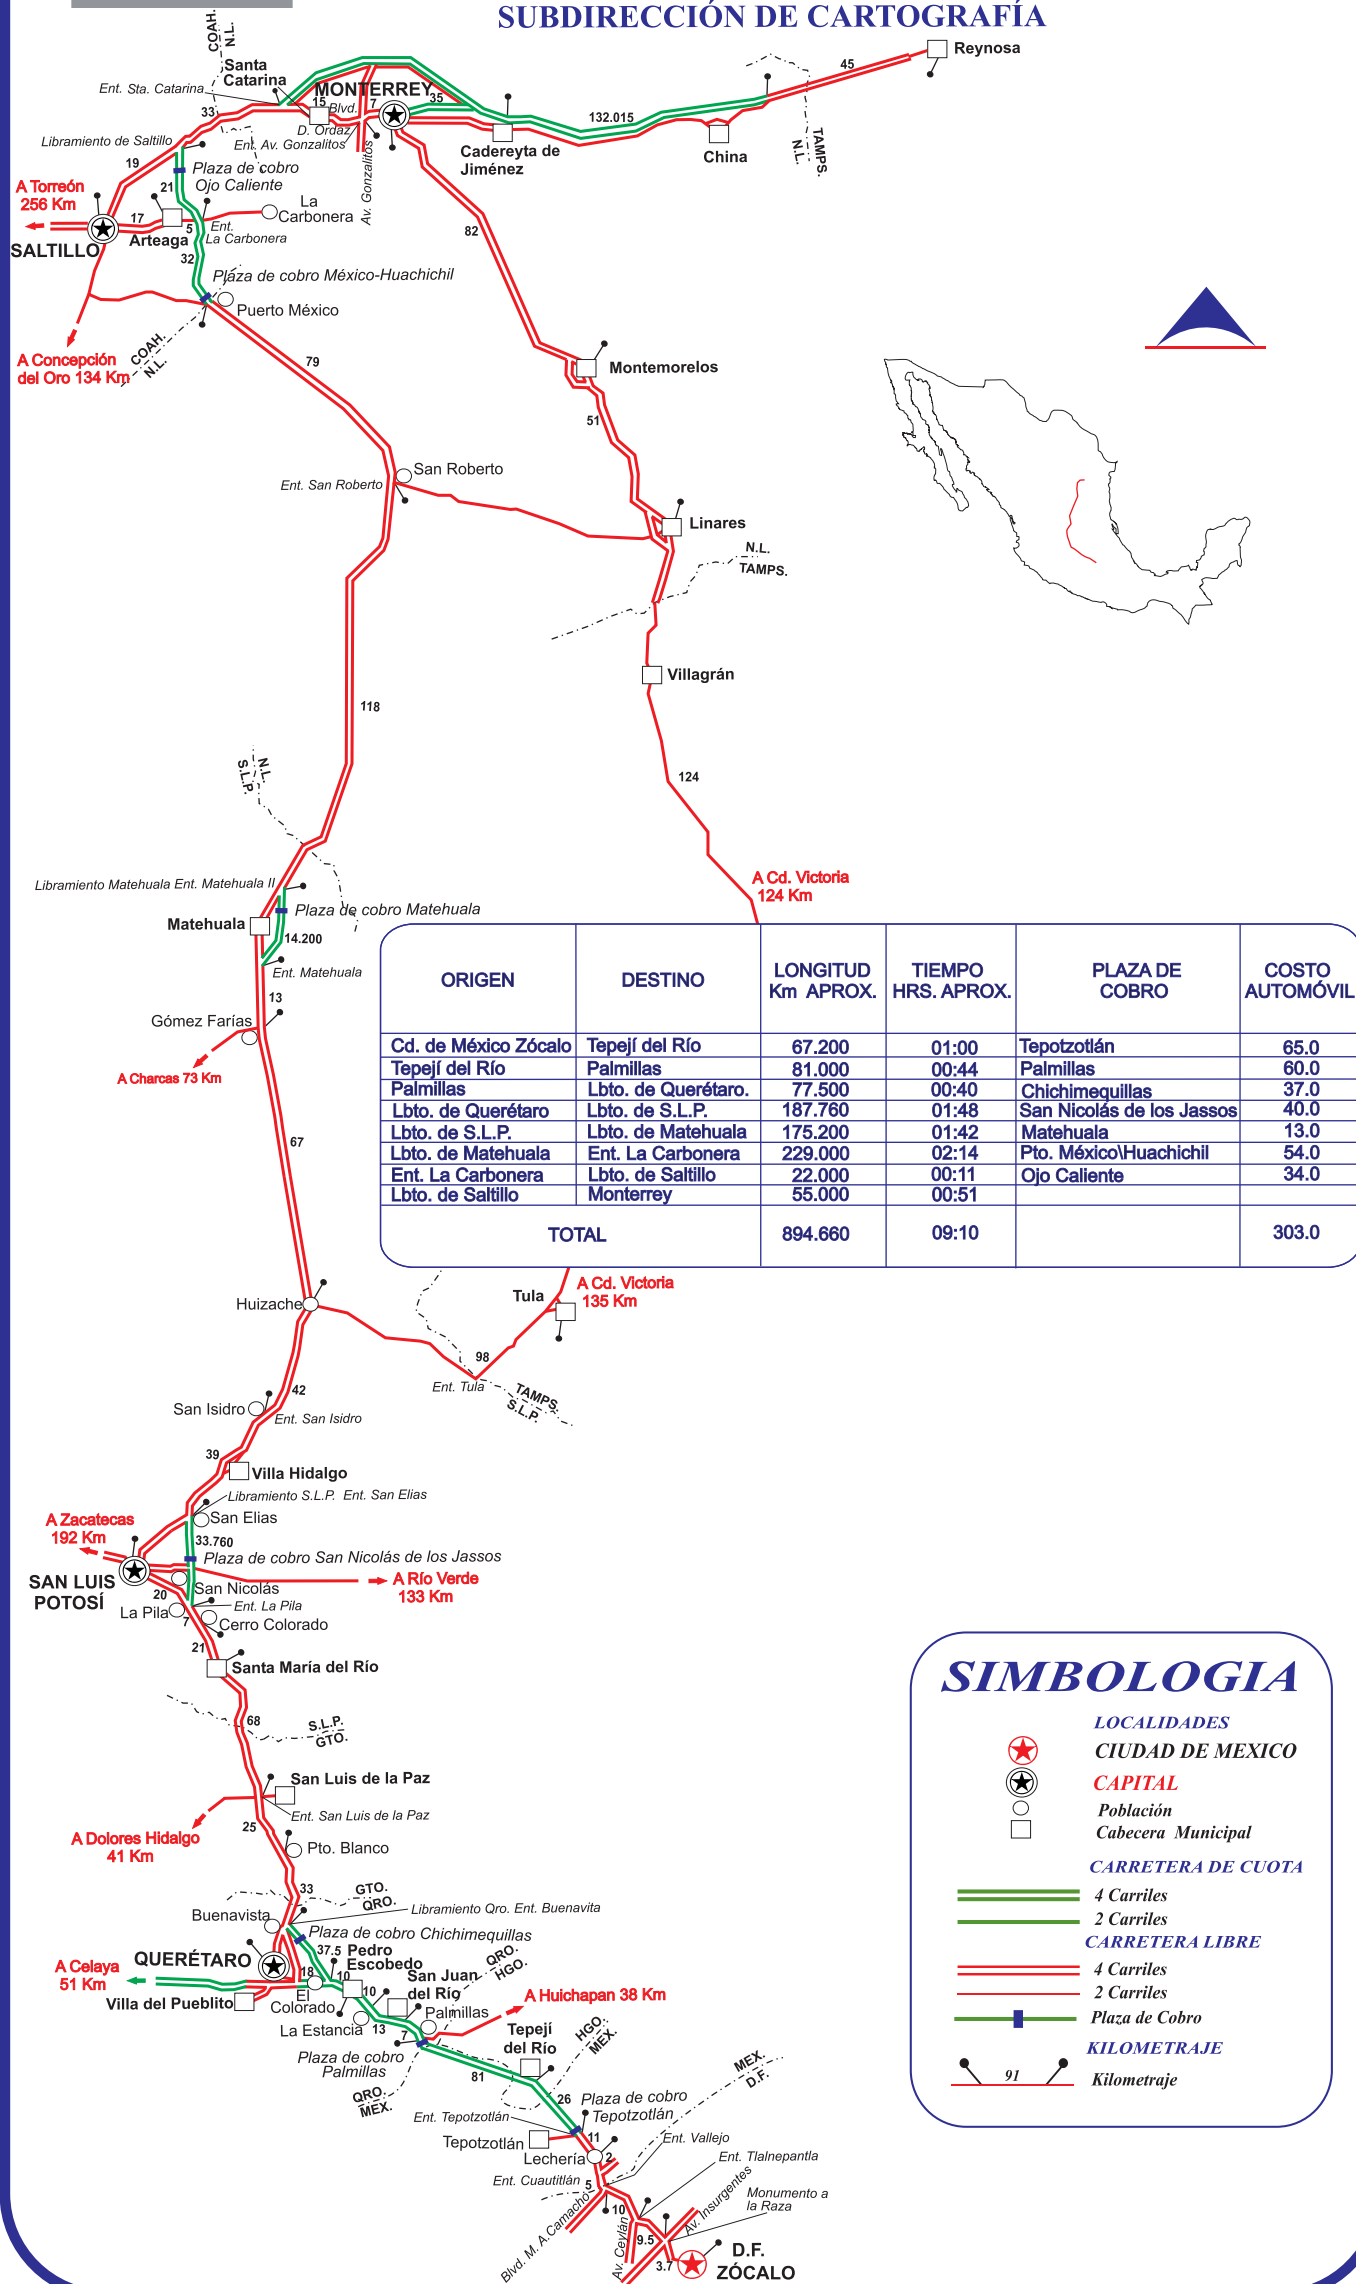 SUBDIRECCIÓN DE CARTOGRAFÍA
COAH.
N.L.
Santa
Catarina
Ent. Sta. Catarina
MONTERREY
Reynosa
45
33
15
Blvd.
D. Ordaz
7
35
132.015
Ent. Av. Gonzalitos
Av. Gonzalitos
Cadereyta de
Jiménez
China
TAMPS.
N.L.
Libramiento de Saltillo
19
Plaza de cobro
Ojo Caliente
21
A Torreón
256 Km
17
La
Carbonera
5
Ent.
La Carbonera
Arteaga
SALTILLO
82
32
Plaza de cobro México-Huachichil
Puerto México
COAH.
N.L.
A Concepción
del Oro 134 Km
79
Montemorelos
51
San Roberto
Ent. San Roberto
Linares
N.L.
TAMPS.
Villagrán
118
124
N.L.
S.L.P.
A Cd. Victoria
124 Km
Libramiento Matehuala Ent. Matehuala II
Plaza de cobro Matehuala
Matehuala
14.200
Ent. Matehuala
13
Gómez Farías
A Charcas 73 Km
67
ORIGEN DESTINO LONGITUD Km APROX. TIEMPO HRS. APROX. PLAZA DE COBRO COSTO AUTOMÓVIL
Cd. de México Zócalo Tepejí del Río 67.200 01:00 Tepotzotlán 65.0
Tepejí del Río Palmillas 81.000 00:44 Palmillas 60.0
Palmillas Lbto. de Querétaro. 77.500 00:40 Chichimequillas 37.0
Lbto. de Querétaro Lbto. de S.L.P. 187.760 01:48 San Nicolás de los Jassos 40.0
Lbto. de S.L.P. Lbto. de Matehuala 175.200 01:42 Matehuala 13.0
Lbto. de Matehuala Ent. La Carbonera 229.000 02:14 Pto. México\Huachichil 54.0
Ent. La Carbonera Lbto. de Saltillo 22.000 00:11 Ojo Caliente 34.0
Lbto. de Saltillo Monterrey 55.000 00:51
TOTAL 894.660 09:10 303.0
Huizache
Tula
A Cd. Victoria
135 Km
98
Ent. Tula
TAMPS.
S.L.P.
42
San Isidro
Ent. San Isidro
39
Villa Hidalgo
Libramiento S.L.P. Ent. San Elias
San Elias
A Zacatecas
192 Km
33.760
Plaza de cobro San Nicolás de los Jassos
SAN LUIS
POTOSÍ
A Río Verde
133 Km
San Nicolás
20
Ent. La Pila
La Pila
7
Cerro Colorado
21
Santa María del Río
68
S.L.P.
GTO.
San Luis de la Paz
Ent. San Luis de la Paz
A Dolores Hidalgo
41 Km
25
Pto. Blanco
33
GTO.
QRO.
Libramiento Qro. Ent. Buenavita
Buenavista
Plaza de cobro Chichimequillas
37.5
QUERÉTARO
Pedro
Escobedo
A Celaya
51 Km
18
10
10
San Juan
del Río
QRO.
HGO.
Villa del Pueblito
El
Colorado
Palmillas
A Huichapan 38 Km
La Estancia
13
7
Plaza de cobro
Palmillas
Tepejí
del Río
HGO.
MEX.
81
QRO.
MEX.
26
Plaza de cobro
Tepotzotlán
MEX.
D.F.
Ent. Tepotzotlán
11
Tepotzotlán
Lechería
2
Ent. Vallejo
Ent. Cuautitlán
5
Ent. Tlalnepantla
10
Monumento a
la Raza
Blvd. M. A. Camacho
Av. Ceylán
Av. Insurgentes
9.5
3.7
D.F.
ZÓCALO
SIMBOLOGIA
LOCALIDADES
CIUDAD DE MEXICO
CAPITAL
Población
Cabecera Municipal
CARRETERA DE CUOTA
4 Carriles
2 Carriles
CARRETERA LIBRE
4 Carriles
2 Carriles
Plaza de Cobro
KILOMETRAJE
91
Kilometraje